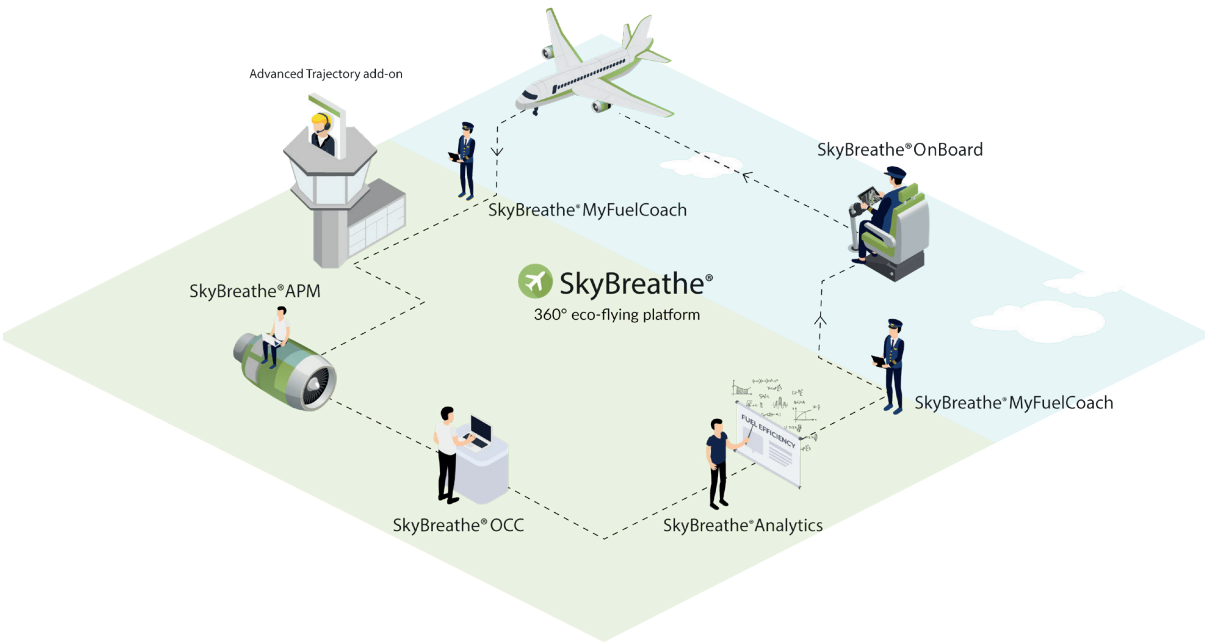 Advanced Trajectory add-on
SkyBreathe® OnBoard
SkyBreathe® MyFuelCoach
SkyBreathe® APM
SkyBreathe®
360° eco-flying platform
SkyBreathe® MyFuelCoach
FUEL EFFICIENCY
SkyBreathe® OCC
SkyBreathe® Analytics